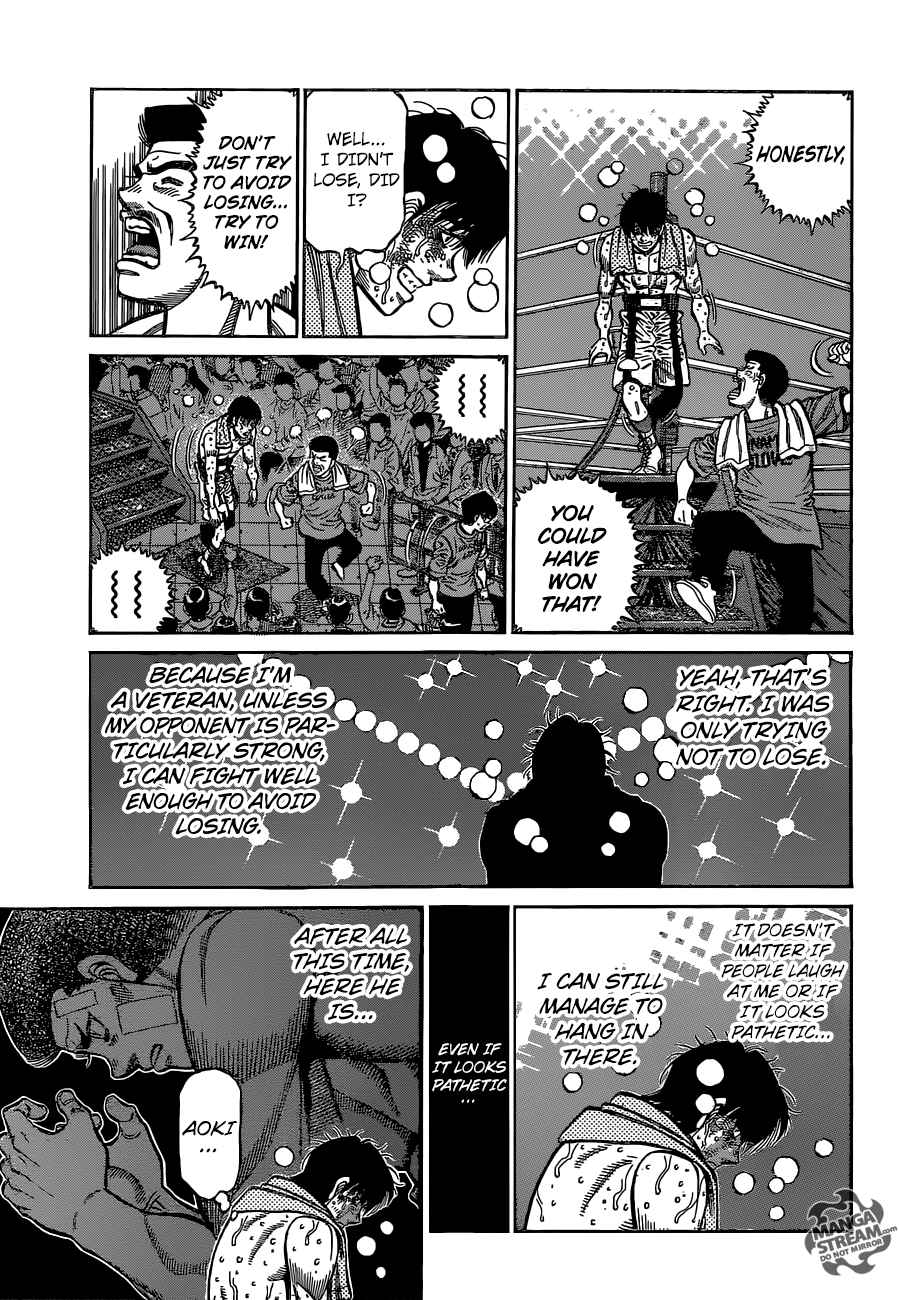 HONESTLY,
YOU
COULD
HAVE
WON
THAT!
WELL...
I DIDN'T
LOSE, DID
I?
DON'T
JUST TRY
TO AVOID
LOSING...
TRY TO
WIN!
YEAH, THAT'S
RIGHT. I WAS
ONLY TRYING
NOT TO LOSE.
BECAUSE I'M
A VETERAN, UNLESS
MY OPPONENT IS PAR-
TICULARLY STRONG,
I CAN FIGHT WELL
ENOUGH TO AVOID
LOSING.
IT DOESN'T
MATTER IF
PEOPLE LAUGH
AT ME OR IF
IT LOOKS
PATHETIC...
I CAN STILL
MANAGE TO
HANG IN
THERE.
EVEN IF
IT LOOKS
PATHETIC
...
AFTER ALL
THIS TIME,
HERE HE
IS...
AOKI
...
MANGA
STREAM.com
DO NOT MIRROR